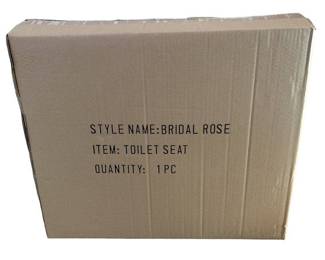 STYLE NAME:BRIDAL ROSE
ITEM: TOILET SEAT
QUANTITY: 1 PC